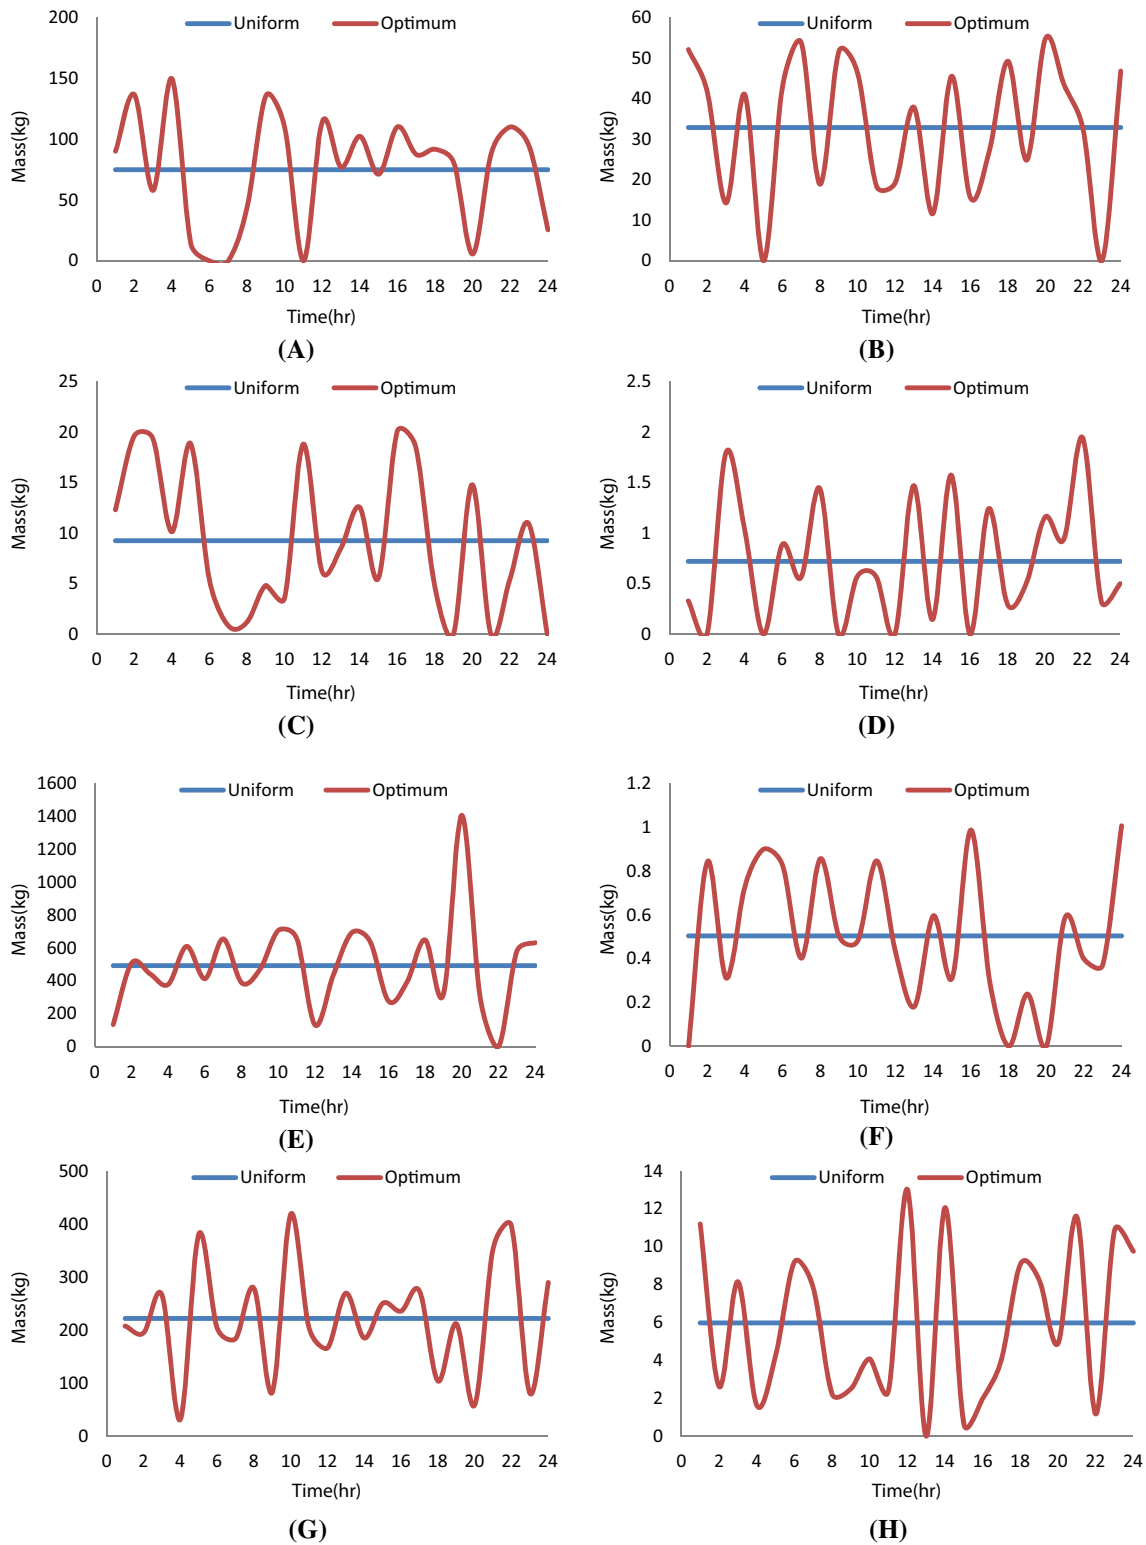 Uniform Optimum
Mass(kg)
200
150
100
50
0
0 2 4 6 8 10 12 14 16 18 20 22 24
Time(hr)
(A)
Uniform Optimum
Mass(kg)
60
50
40
30
20
10
0
0 2 4 6 8 10 12 14 16 18 20 22 24
Time(hr)
(B)
Uniform Optimum
Mass(kg)
25
20
15
10
5
0
0 2 4 6 8 10 12 14 16 18 20 22 24
Time(hr)
(C)
Uniform Optimum
Mass(kg)
2.5
2
1.5
1
0.5
0
0 2 4 6 8 10 12 14 16 18 20 22 24
Time(hr)
(D)
Uniform Optimum
Mass(kg)
1600
1400
1200
1000
800
600
400
200
0
0 2 4 6 8 10 12 14 16 18 20 22 24
Time(hr)
(E)
Uniform Optimum
Mass(kg)
1.2
1
0.8
0.6
0.4
0.2
0
0 2 4 6 8 10 12 14 16 18 20 22 24
Time(hr)
(F)
Uniform Optimum
Mass(kg)
500
400
300
200
100
0
0 2 4 6 8 10 12 14 16 18 20 22 24
Time(hr)
(G)
Uniform Optimum
Mass(kg)
14
12
10
8
6
4
2
0
0 2 4 6 8 10 12 14 16 18 20 22 24
Time(hr)
(H)